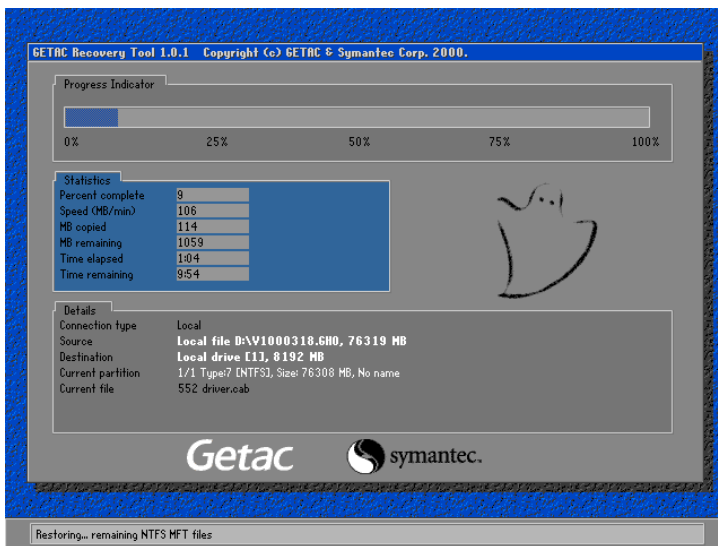 GETAC Recovery Tool 1.0.1 Copyright (c) GETAC & Symantec Corp. 2000.
Progress Indicator
0% 25% 50% 75% 100%
Statistics
Percent complete 9
Speed (MB/min) 106
MB copied 114
MB remaining 1059
Time elapsed 1:04
Time remaining 9:54
Details
Connection type Local
Source Local file D:\Y1000318.GHO, 76319 MB
Destination Local drive [1], 8192 MB
Current partition 1/1 Type:7 [NTFS], Size: 76308 MB, No name
Current file 552 driver.cab
Getac symantec.
Restoring... remaining NTFS MFT files